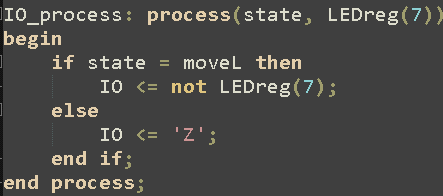 IO_process: process(state, LEDreg(7))
begin
    if state = moveL then
        IO <= not LEDreg(7);
    else
        IO <= 'Z';
    end if;
end process;